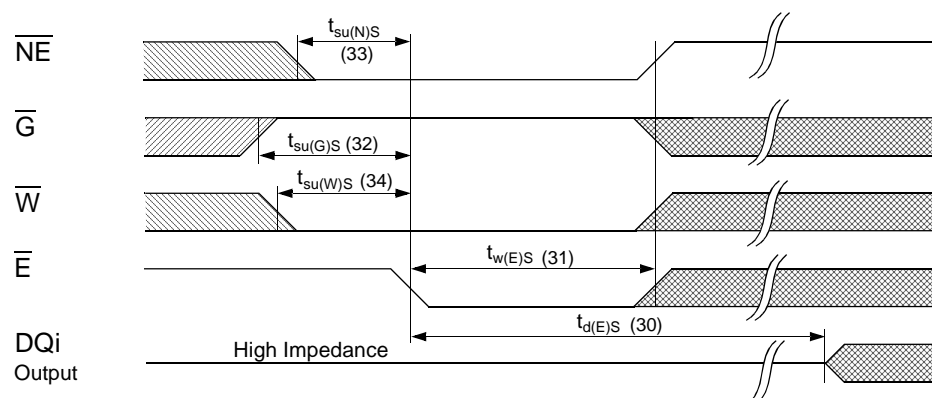 t_su(N)S
NE
(33)
G
t_su(G)S (32)
t_su(W)S (34)
W
E
t_w(E)S (31)
t_d(E)S (30)
DQi
High Impedance
Output